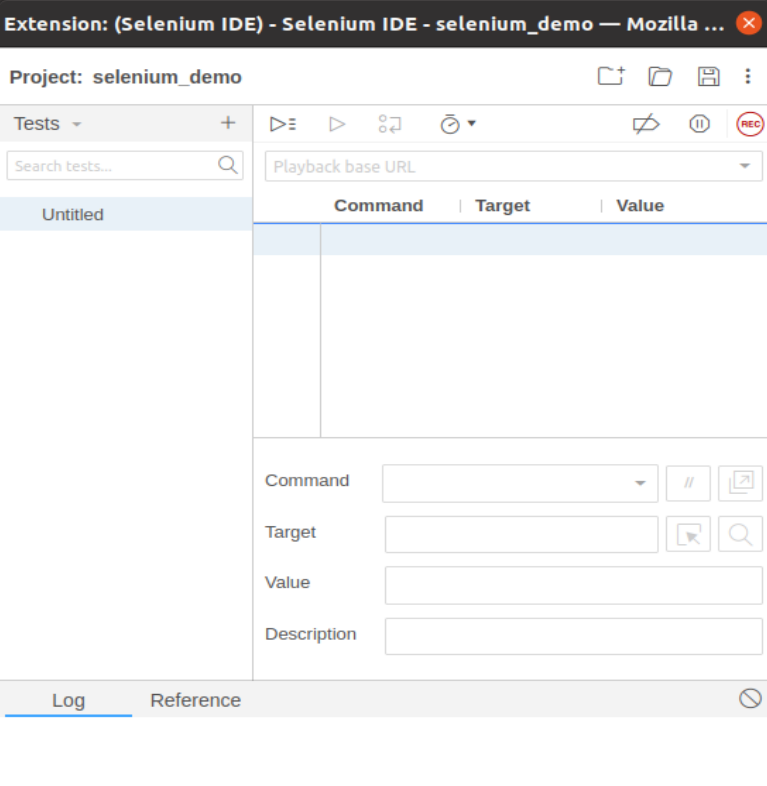 Extension: (Selenium IDE) - Selenium IDE - selenium_demo — Mozilla ...
Project: selenium_demo
Tests
REC
Search tests...
Playback base URL
Command Target Value
Untitled
Command
//
Target
Value
Description
Log Reference